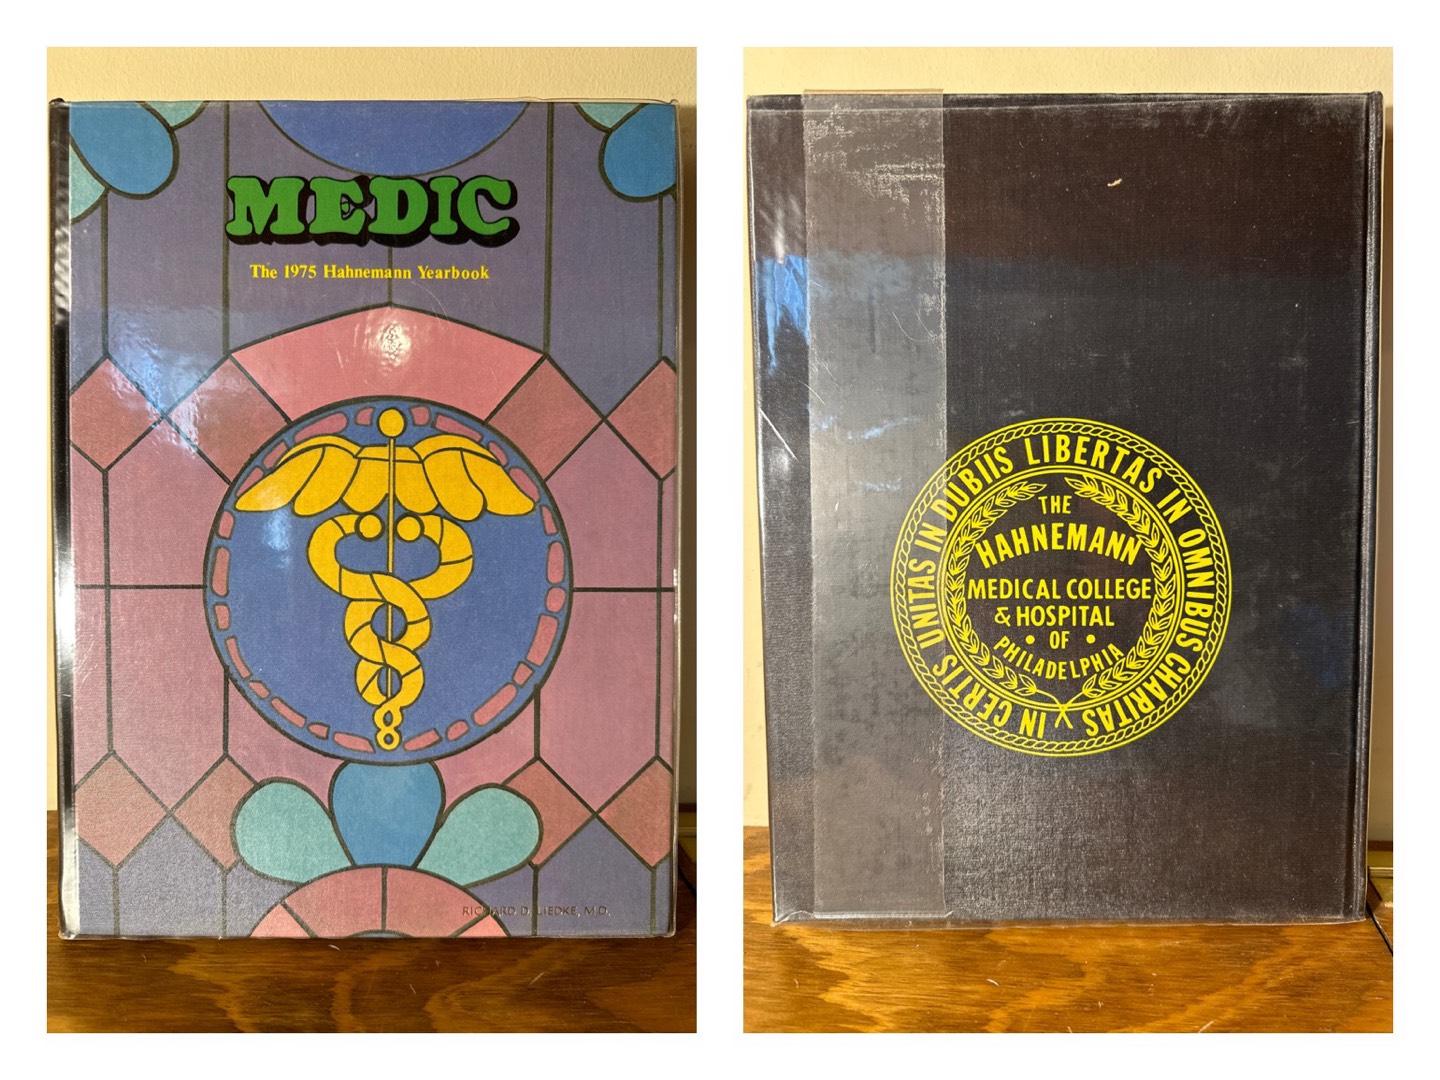 MEDIC
The 1975 Hahnemann Yearbook
RICHARD D. LIEDKE, M.D.
IN CERTIS UNITAS IN DUBIIS LIBERTAS IN OMNIBUS CHARITAS
THE
HAHNEMANN
MEDICAL COLLEGE
& HOSPITAL
• OF •
PHILADELPHIA